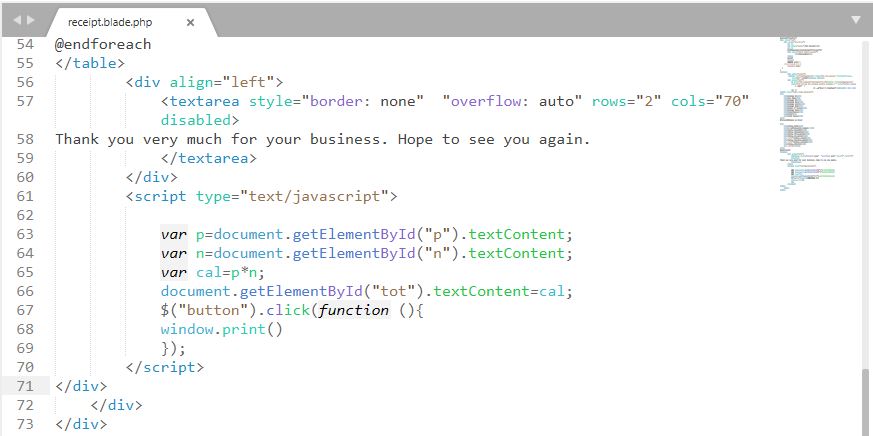 receipt.blade.php ×
54 @endforeach
55 </table>
56 <div align="left">
57 <textarea style="border: none" "overflow: auto" rows="2" cols="70"
disabled>
58 Thank you very much for your business. Hope to see you again.
59 </textarea>
60 </div>
61 <script type="text/javascript">
62
63 var p=document.getElementById("p").textContent;
64 var n=document.getElementById("n").textContent;
65 var cal=p*n;
66 document.getElementById("tot").textContent=cal;
67 $("button").click(function (){
68 window.print()
69 });
70 </script>
71 </div>
72 </div>
73 </div>